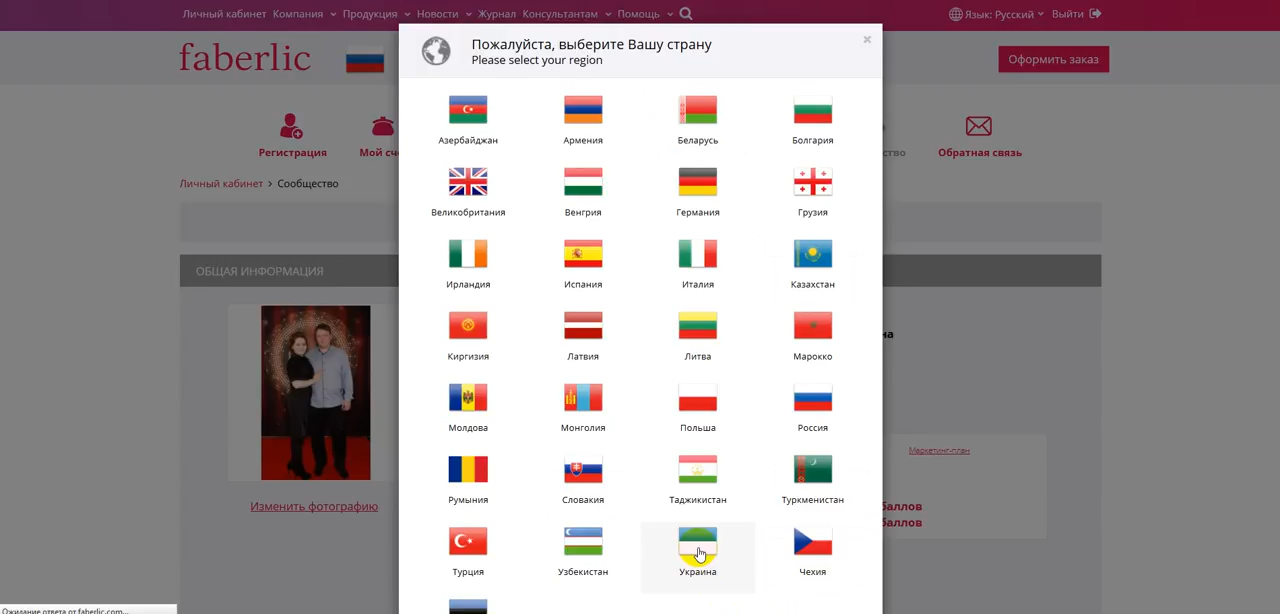 Личный кабинет Компания Продукция Новости Журнал Консультантам Помощь Язык: Русский Выйти
Пожалуйста, выберите Вашу страну
Please select your region
faberlic
Оформить заказ
Азербайджан Армения Беларусь Болгария
Регистрация Мой сч ство Обратная связь
Личный кабинет > Сообщество
Великобритания Венгрия Германия Грузия
ОБЩАЯ ИНФОРМАЦИЯ
Ирландия Испания Италия Казахстан
на
Киргизия Латвия Литва Марокко
Молдова Монголия Польша Россия
Маркетинг-план
Румыния Словакия Таджикистан Туркменистан
Изменить фотографию
баллов
баллов
Турция Узбекистан Украина Чехия
Ожидание ответа от faberlic.com...